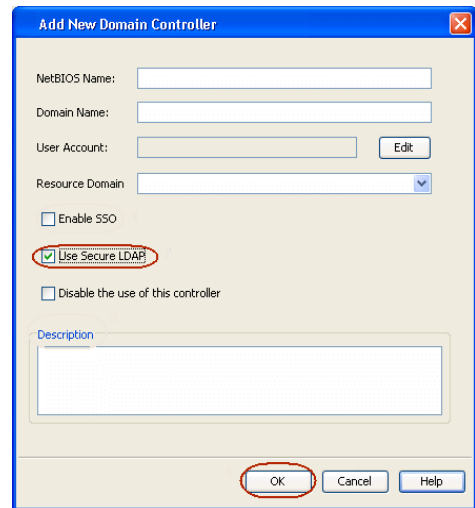 Add New Domain Controller
NetBIOS Name:
Domain Name:
User Account:
Edit
Resource Domain
Enable SSO
Use Secure LDAP
Disable the use of this controller
Description
OK
Cancel
Help